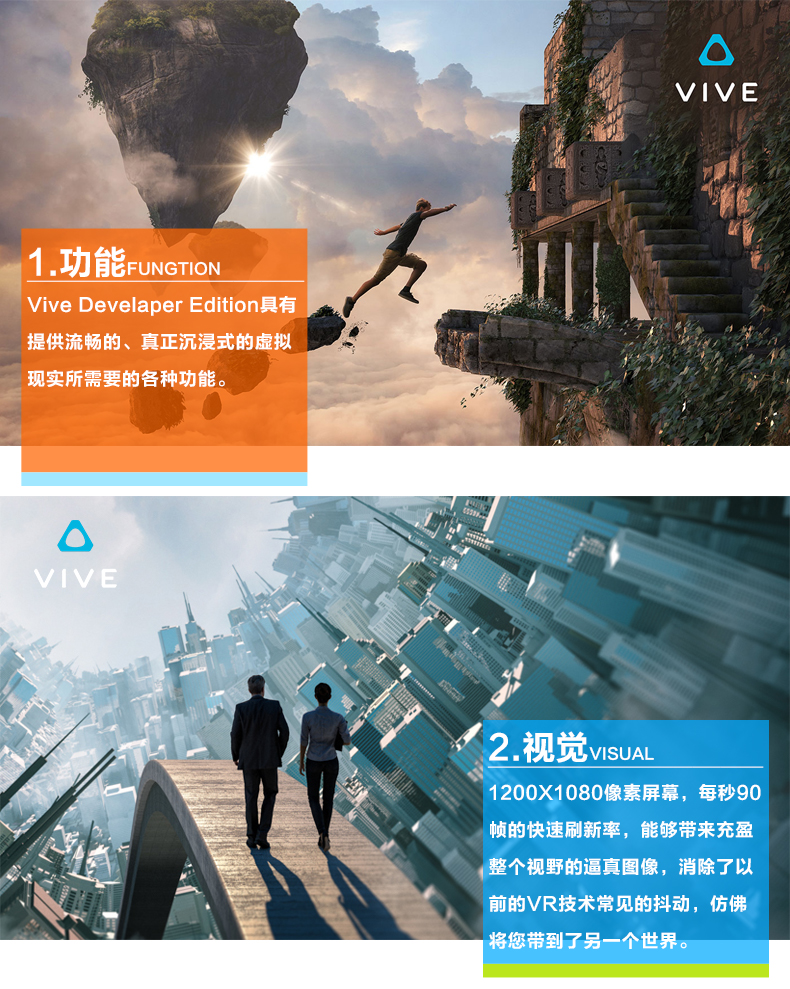 VIVE
1.功能FUNGTION
Vive Develaper Edition具有
提供流畅的、真正沉浸式的虚拟
现实所需要的各种功能。
VIVE
2.视觉VISUAL
1200X1080像素屏幕，每秒90
帧的快速刷新率，能够带来充盈
整个视野的逼真图像，消除了以
前的VR技术常见的抖动，仿佛
将您带到了另一个世界。